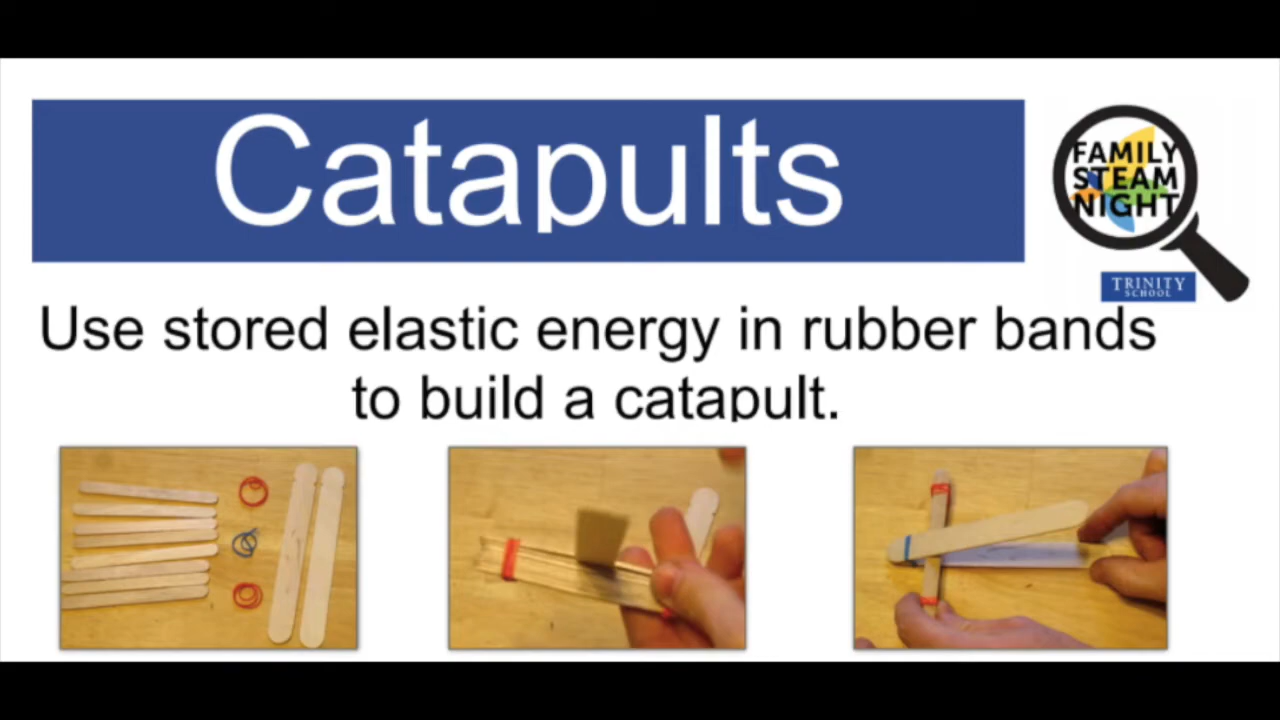 Catapults
FAMILY
STEAM
NIGHT
TRINITY
SCHOOL
Use stored elastic energy in rubber bands
to build a catapult.